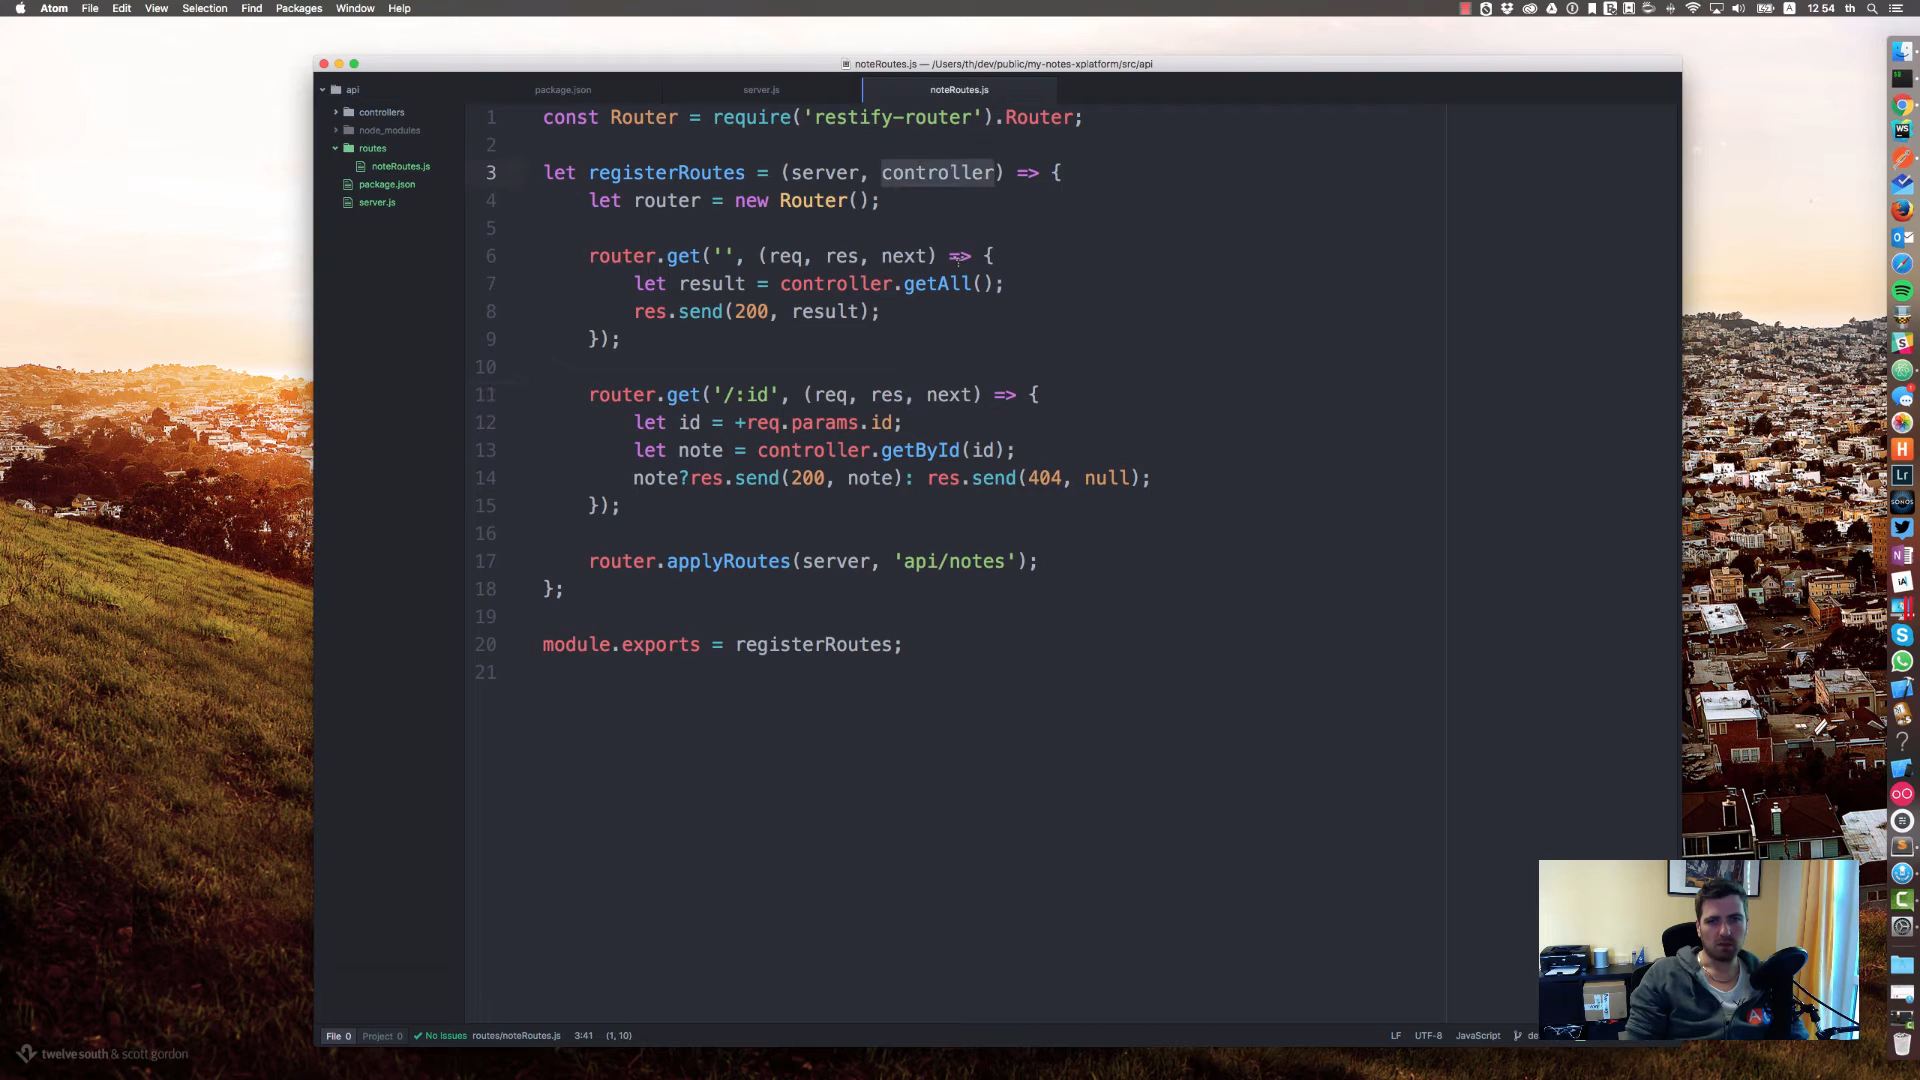 Atom File Edit View Selection Find Packages Window Help
12 54 th
noteRoutes.js — /Users/th/dev/public/my-notes-xplatform/src/api
api
controllers
node_modules
routes
noteRoutes.js
package.json
server.js
package.json server.js noteRoutes.js
1 const Router = require('restify-router').Router;
2
3 let registerRoutes = (server, controller) => {
4 let router = new Router();
5
6 router.get('', (req, res, next) => {
7 let result = controller.getAll();
8 res.send(200, result);
9 });
10
11 router.get('/:id', (req, res, next) => {
12 let id = +req.params.id;
13 let note = controller.getById(id);
14 note?res.send(200, note): res.send(404, null);
15 });
16
17 router.applyRoutes(server, 'api/notes');
18 };
19
20 module.exports = registerRoutes;
21
File 0 Project 0 No Issues routes/noteRoutes.js 3:41 (1, 10)
LF UTF-8 JavaScript de
twelve south & scott gordon
WS
H
Lr
SONOS
iA